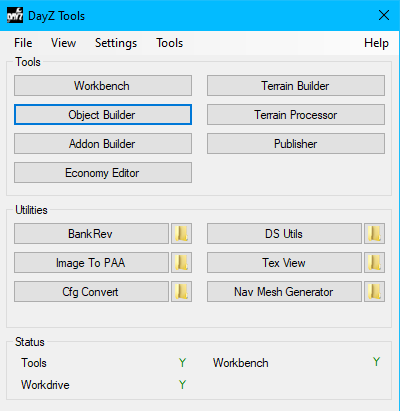 DAYZ DayZ Tools
File View Settings Tools Help
Tools
Workbench Terrain Builder
Object Builder Terrain Processor
Addon Builder Publisher
Economy Editor
Utilities
BankRev DS Utils
Image To PAA Tex View
Cfg Convert Nav Mesh Generator
Status
Tools Y Workbench Y
Workdrive Y